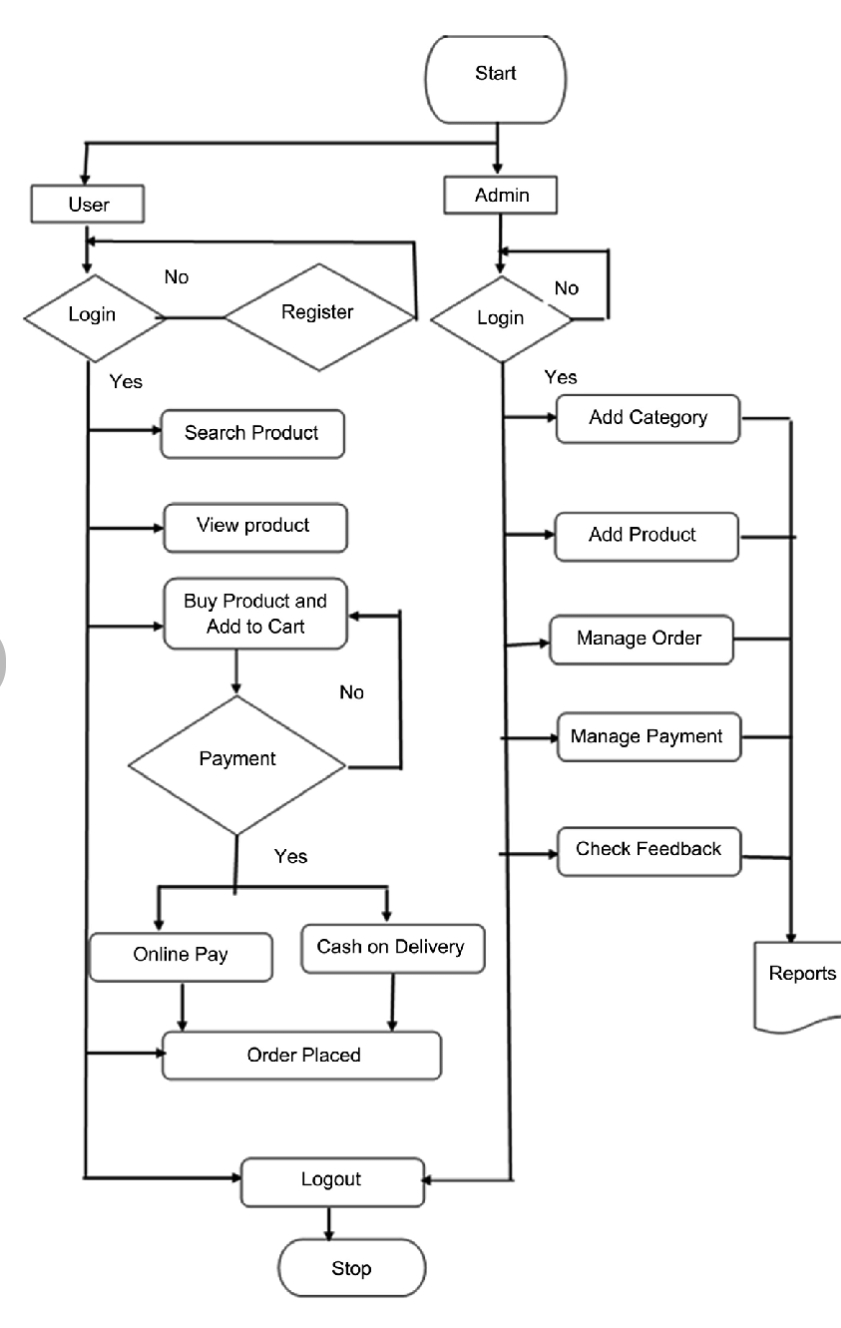 Start
User
Admin
No
No
Login
Register
Login
Yes
Yes
Search Product
Add Category
View product
Add Product
Buy Product and
Add to Cart
Manage Order
No
Payment
Manage Payment
Yes
Check Feedback
Online Pay
Cash on Delivery
Reports
Order Placed
Logout
Stop